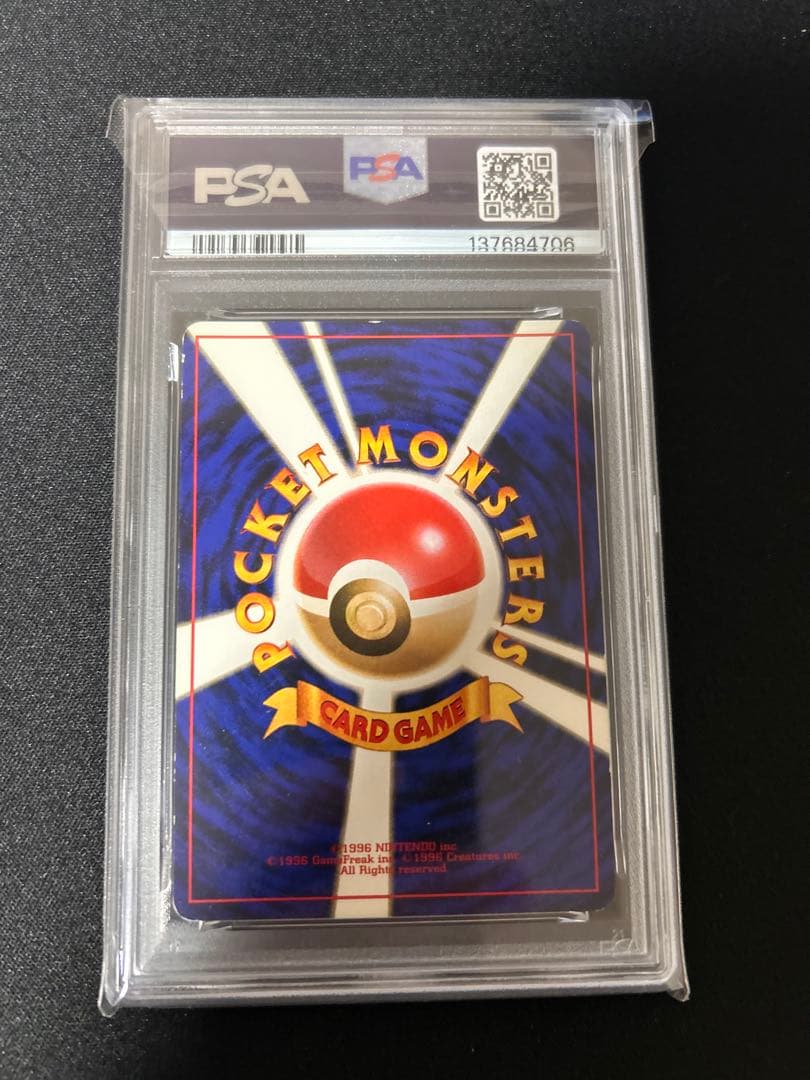 PSA PSA
137684706
POCKET MONSTERS
CARD GAME
©1996 NINTENDO inc
©1996 GameFreak inc. ©1996 Creatures inc.
All Rights reserved